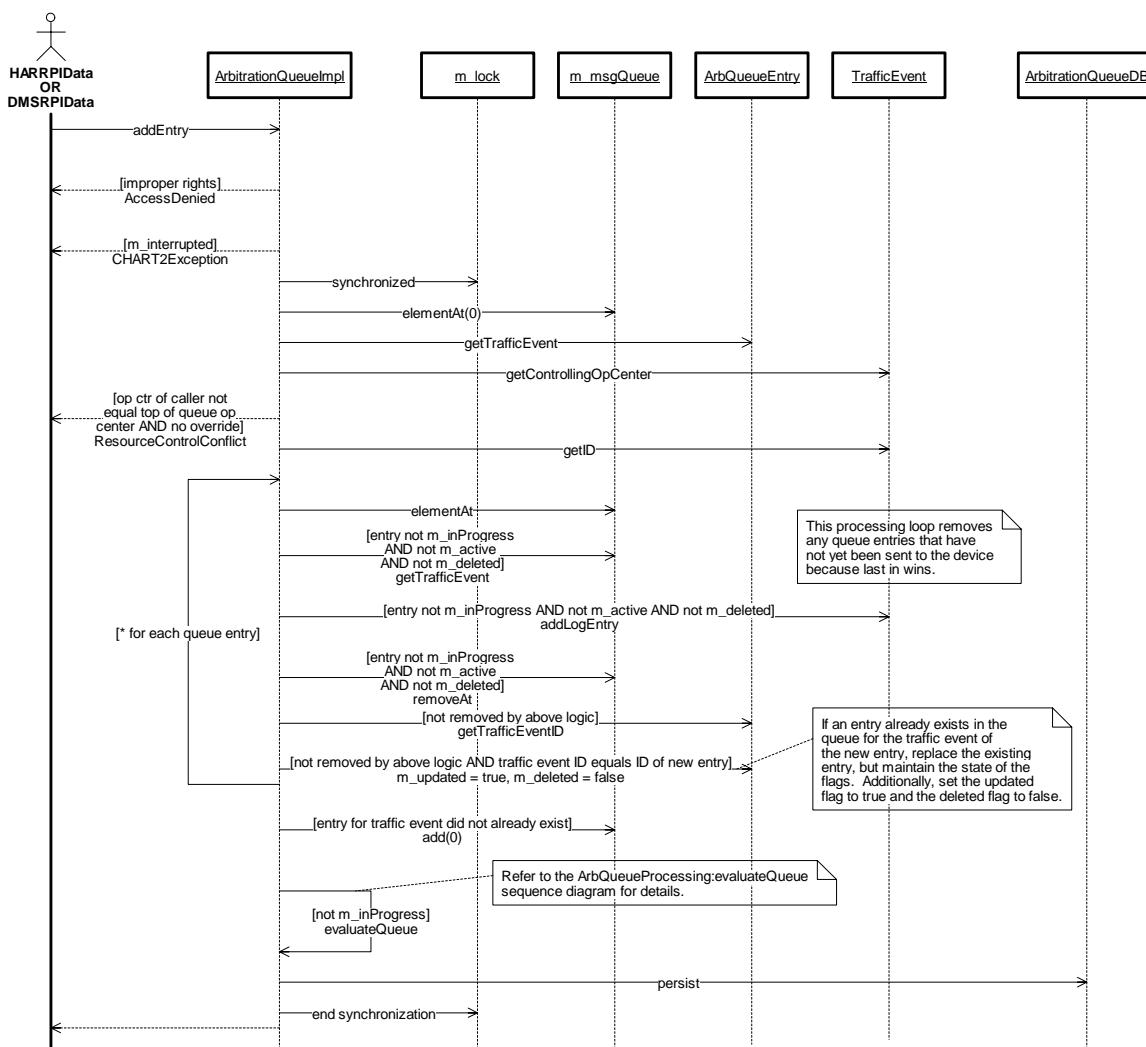 HARRPIData
OR
DMSRPIData
ArbitrationQueueImpl
m_lock
m_msgQueue
ArbQueueEntry
TrafficEvent
ArbitrationQueueDB
addEntry
[improper rights]
AccessDenied
[m_interrupted]
CHART2Exception
synchronized
elementAt(0)
getTrafficEvent
getControllingOpCenter
[op ctr of caller not
equal top of queue op
center AND no override]
ResourceControlConflict
getID
elementAt
This processing loop removes
any queue entries that have
not yet been sent to the device
because last in wins.
[entry not m_inProgress
AND not m_active
AND not m_deleted]
getTrafficEvent
[entry not m_inProgress AND not m_active AND not m_deleted]
addLogEntry
[* for each queue entry]
[entry not m_inProgress
AND not m_active
AND not m_deleted]
removeAt
[not removed by above logic]
getTrafficEventID
If an entry already exists in the
queue for the traffic event of
the new entry, replace the existing
entry, but maintain the state of the
flags. Additionally, set the updated
flag to true and the deleted flag to false.
[not removed by above logic AND traffic event ID equals ID of new entry]
m_updated = true, m_deleted = false
[entry for traffic event did not already exist]
add(0)
Refer to the ArbQueueProcessing:evaluateQueue
sequence diagram for details.
[not m_inProgress]
evaluateQueue
persist
end synchronization